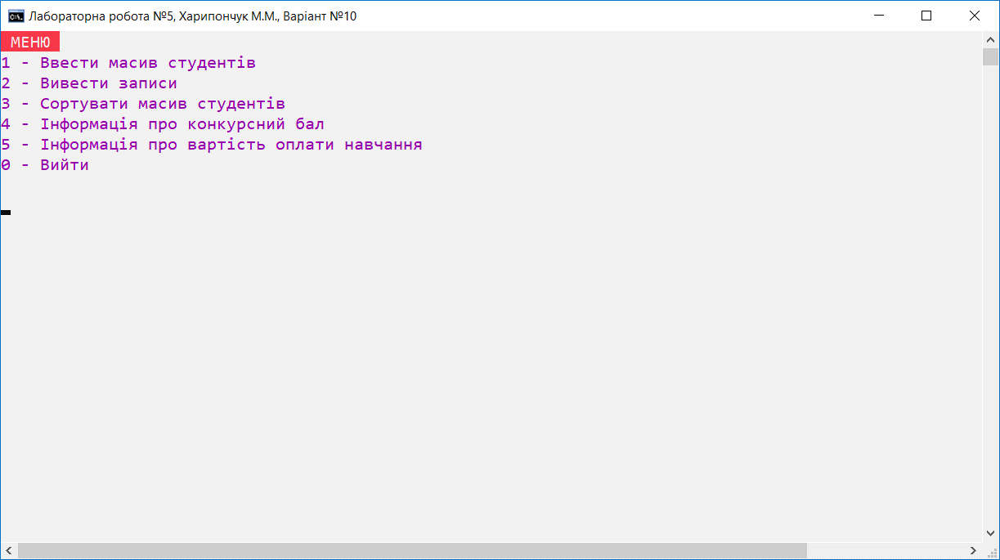 Лабораторна робота №5, Харипончук М.М., Варіант №10
МЕНЮ
1 - Ввести масив студентів
2 - Вивести записи
3 - Сортувати масив студентів
4 - Інформація про конкурсний бал
5 - Інформація про вартість оплати навчання
0 - Вийти